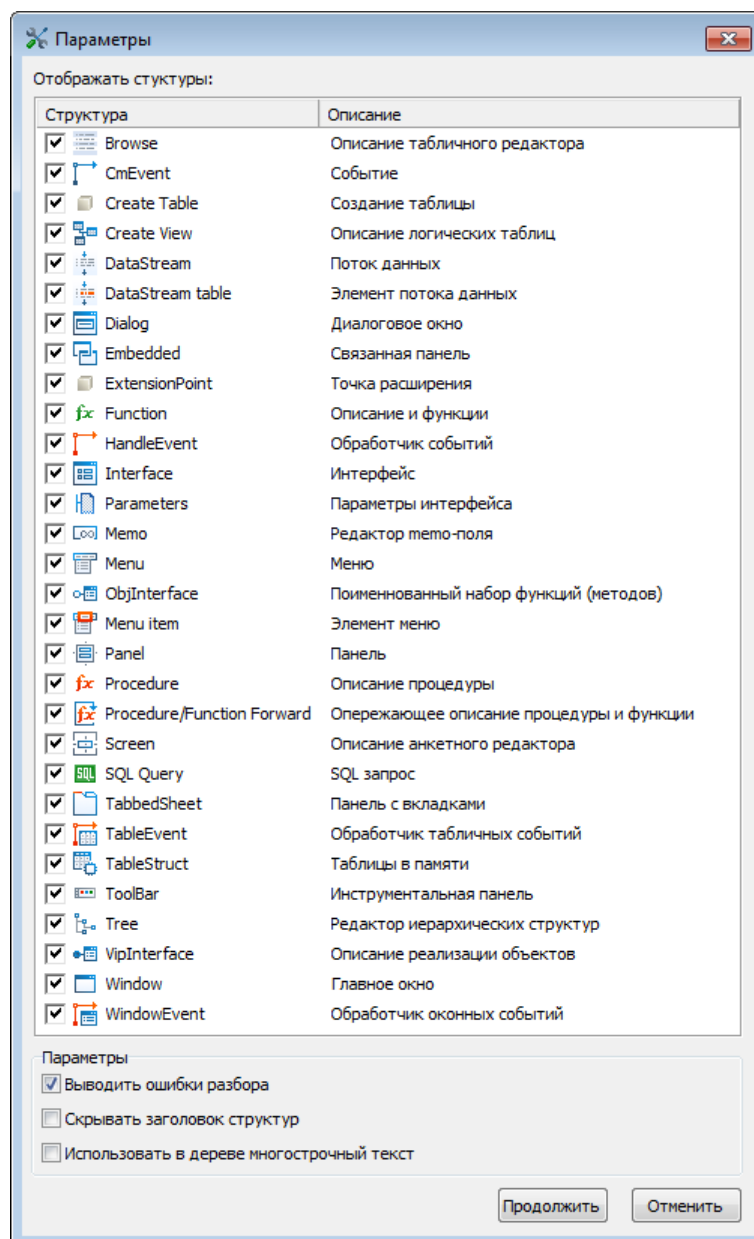 Параметры
Отображать стуктуры:
Структура Описание
Browse Описание табличного редактора
CmEvent Событие
Create Table Создание таблицы
Create View Описание логических таблиц
DataStream Поток данных
DataStream table Элемент потока данных
Dialog Диалоговое окно
Embedded Связанная панель
ExtensionPoint Точка расширения
fx Function Описание и функции
HandleEvent Обработчик событий
Interface Интерфейс
Parameters Параметры интерфейса
Memo Редактор memo-поля
Menu Меню
ObjInterface Поименнованный набор функций (методов)
Menu item Элемент меню
Panel Панель
fx Procedure Описание процедуры
fx Procedure/Function Forward Опережающее описание процедуры и функции
Screen Описание анкетного редактора
SQL SQL Query SQL запрос
TabbedSheet Панель с вкладками
TableEvent Обработчик табличных событий
TableStruct Таблицы в памяти
ToolBar Инструментальная панель
Tree Редактор иерархических структур
VipInterface Описание реализации объектов
Window Главное окно
WindowEvent Обработчик оконных событий
Параметры
Выводить ошибки разбора
Скрывать заголовок структур
Использовать в дереве многострочный текст
Продолжить Отменить